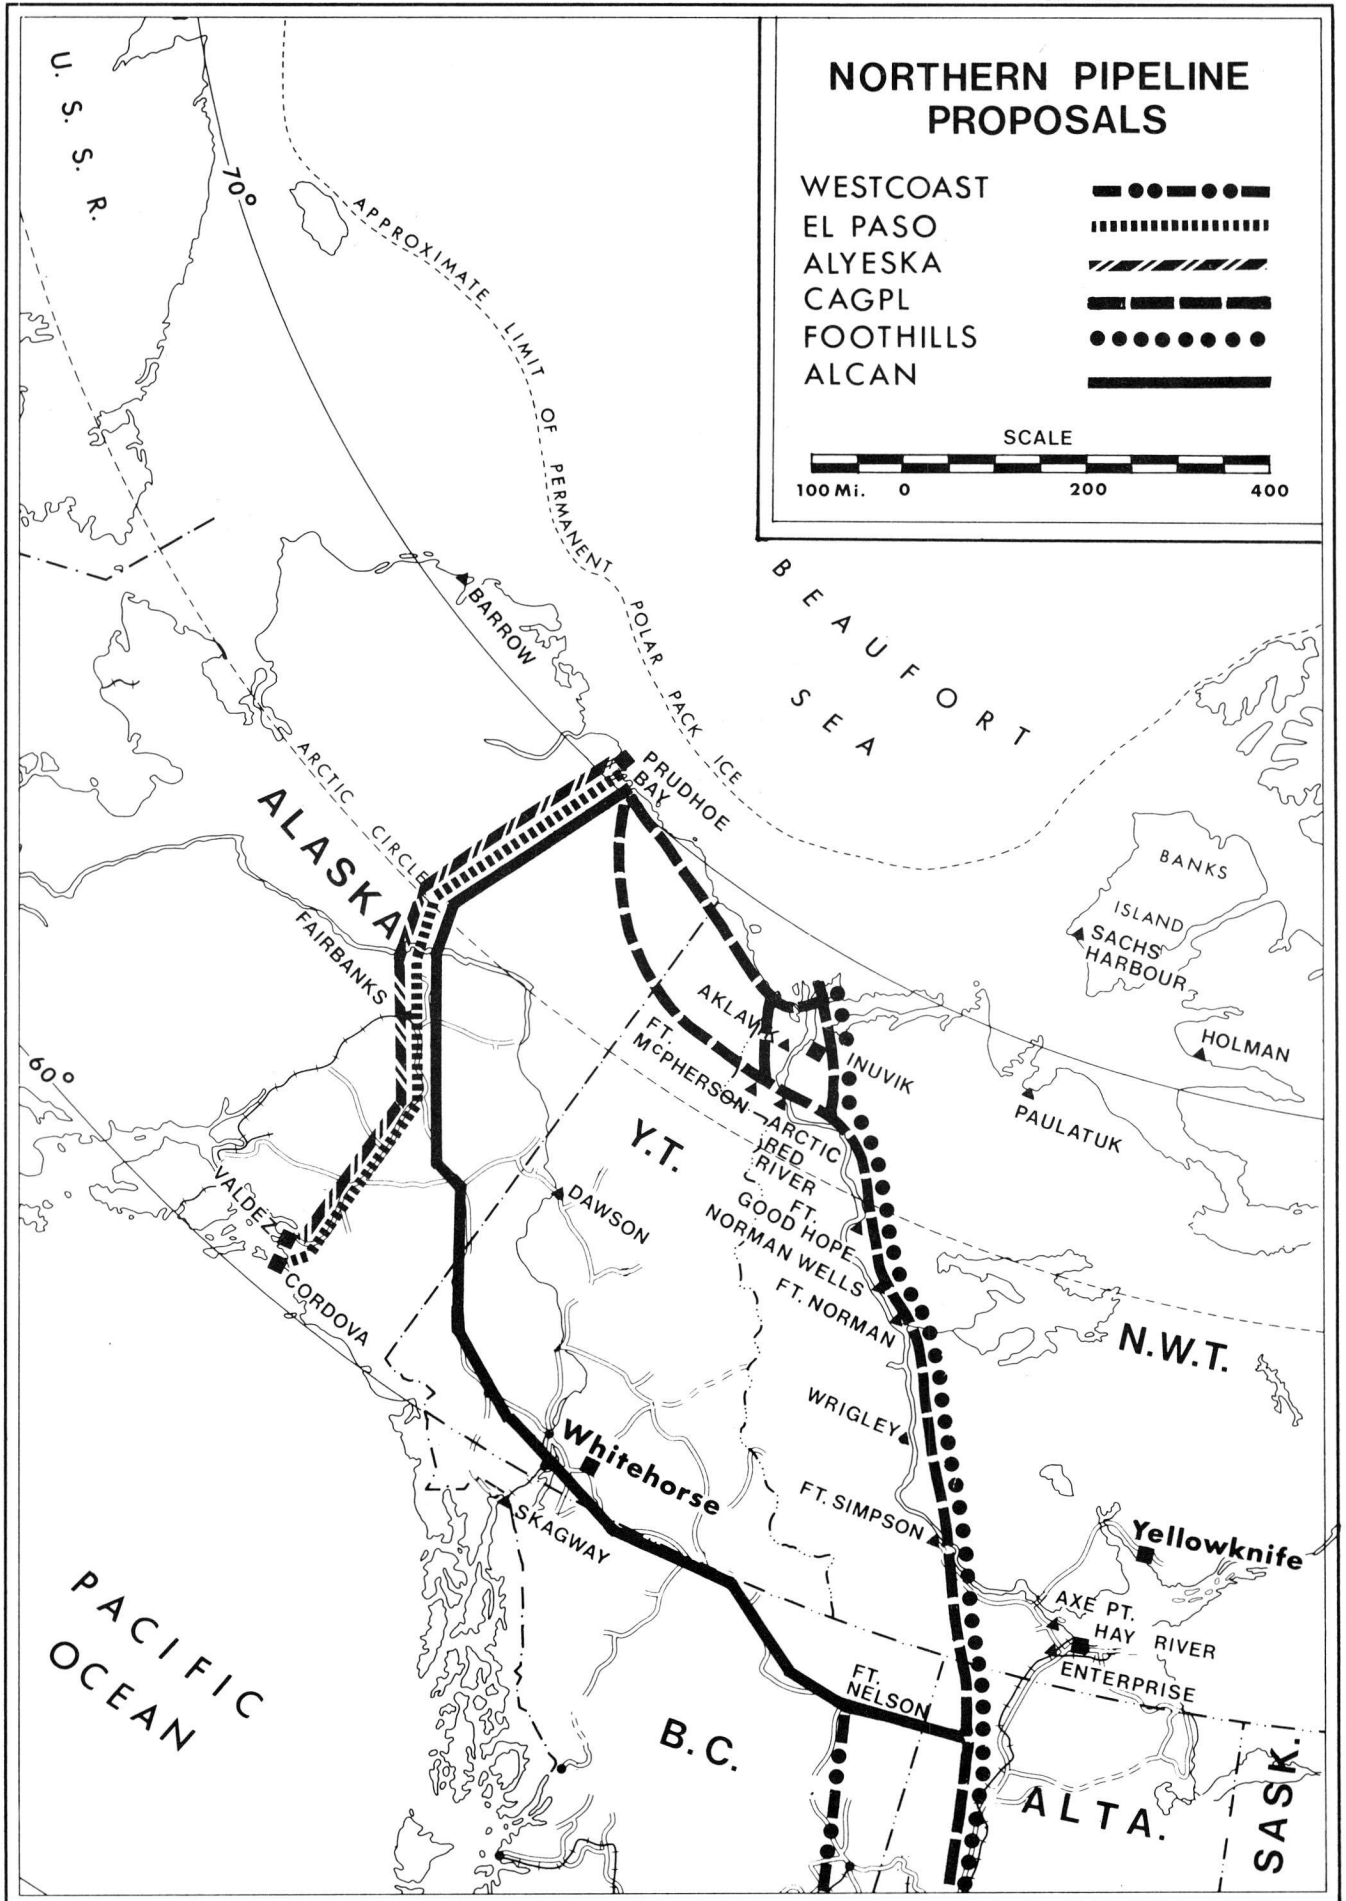 NORTHERN PIPELINE
PROPOSALS
WESTCOAST
EL PASO
ALYESKA
CAGPL
FOOTHILLS
ALCAN
SCALE
100 Mi. 0 200 400
U. S. S. R.
70°
APPROXIMATE LIMIT OF PERMANENT POLAR PACK ICE
BEAUFORT
SEA
BARROW
PRUDHOE
BAY
ARCTIC CIRCLE
ALASKA
FAIRBANKS
BANKS
ISLAND
SACHS
HARBOUR
HOLMAN
PAULATUK
AKLAVIK
INUVIK
FT.
McPHERSON
ARCTIC
RED
RIVER
60°
Y.T.
VALDEZ
CORDOVA
DAWSON
FT.
GOOD HOPE
NORMAN WELLS
FT. NORMAN
N.W.T.
WRIGLEY
Whitehorse
FT. SIMPSON
SKAGWAY
Yellowknife
AXE PT.
HAY RIVER
ENTERPRISE
PACIFIC
OCEAN
FT.
NELSON
B.C.
ALTA.
SASK.